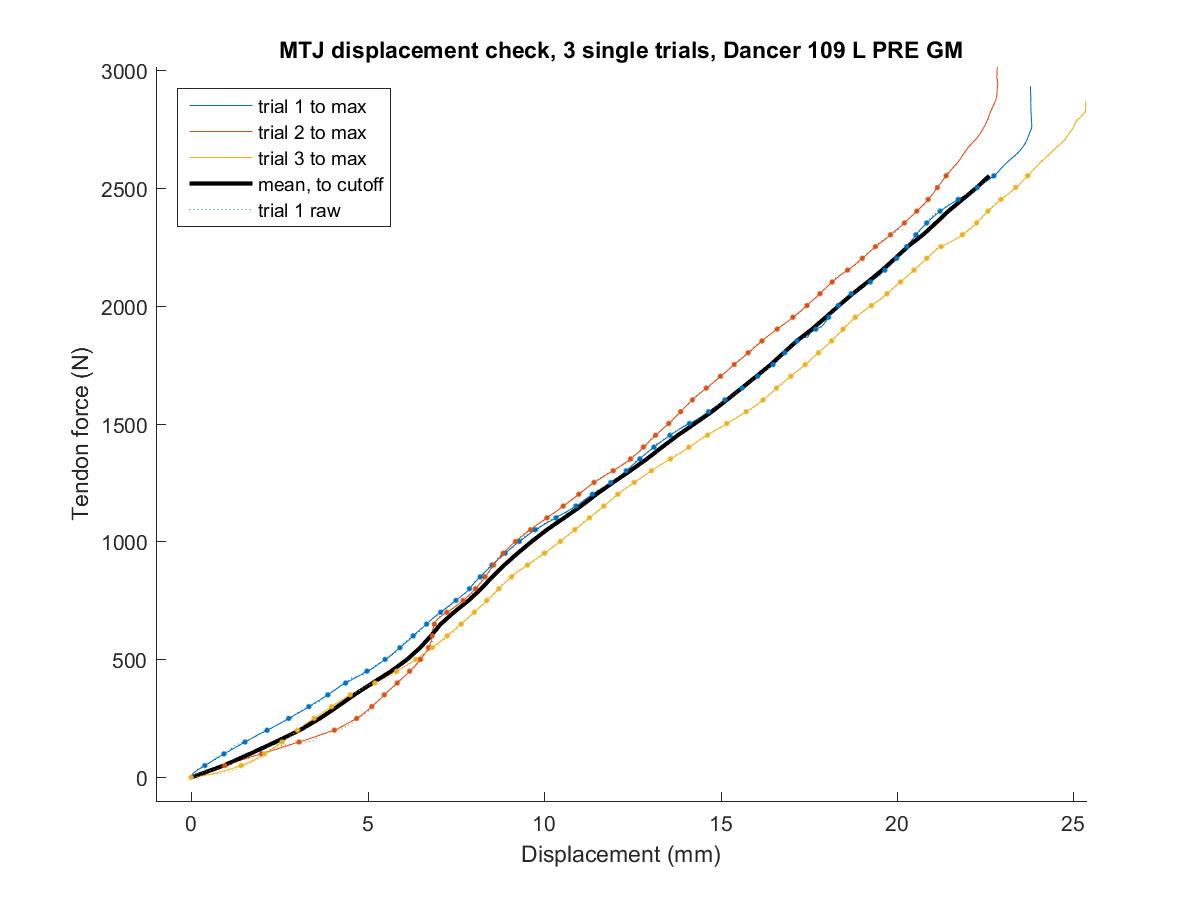 MTJ displacement check, 3 single trials, Dancer 109 L PRE GM
3000
2500
2000
1500
1000
500
0
Tendon force (N)
trial 1 to max
trial 2 to max
trial 3 to max
mean, to cutoff
trial 1 raw
0 5 10 15 20 25
Displacement (mm)